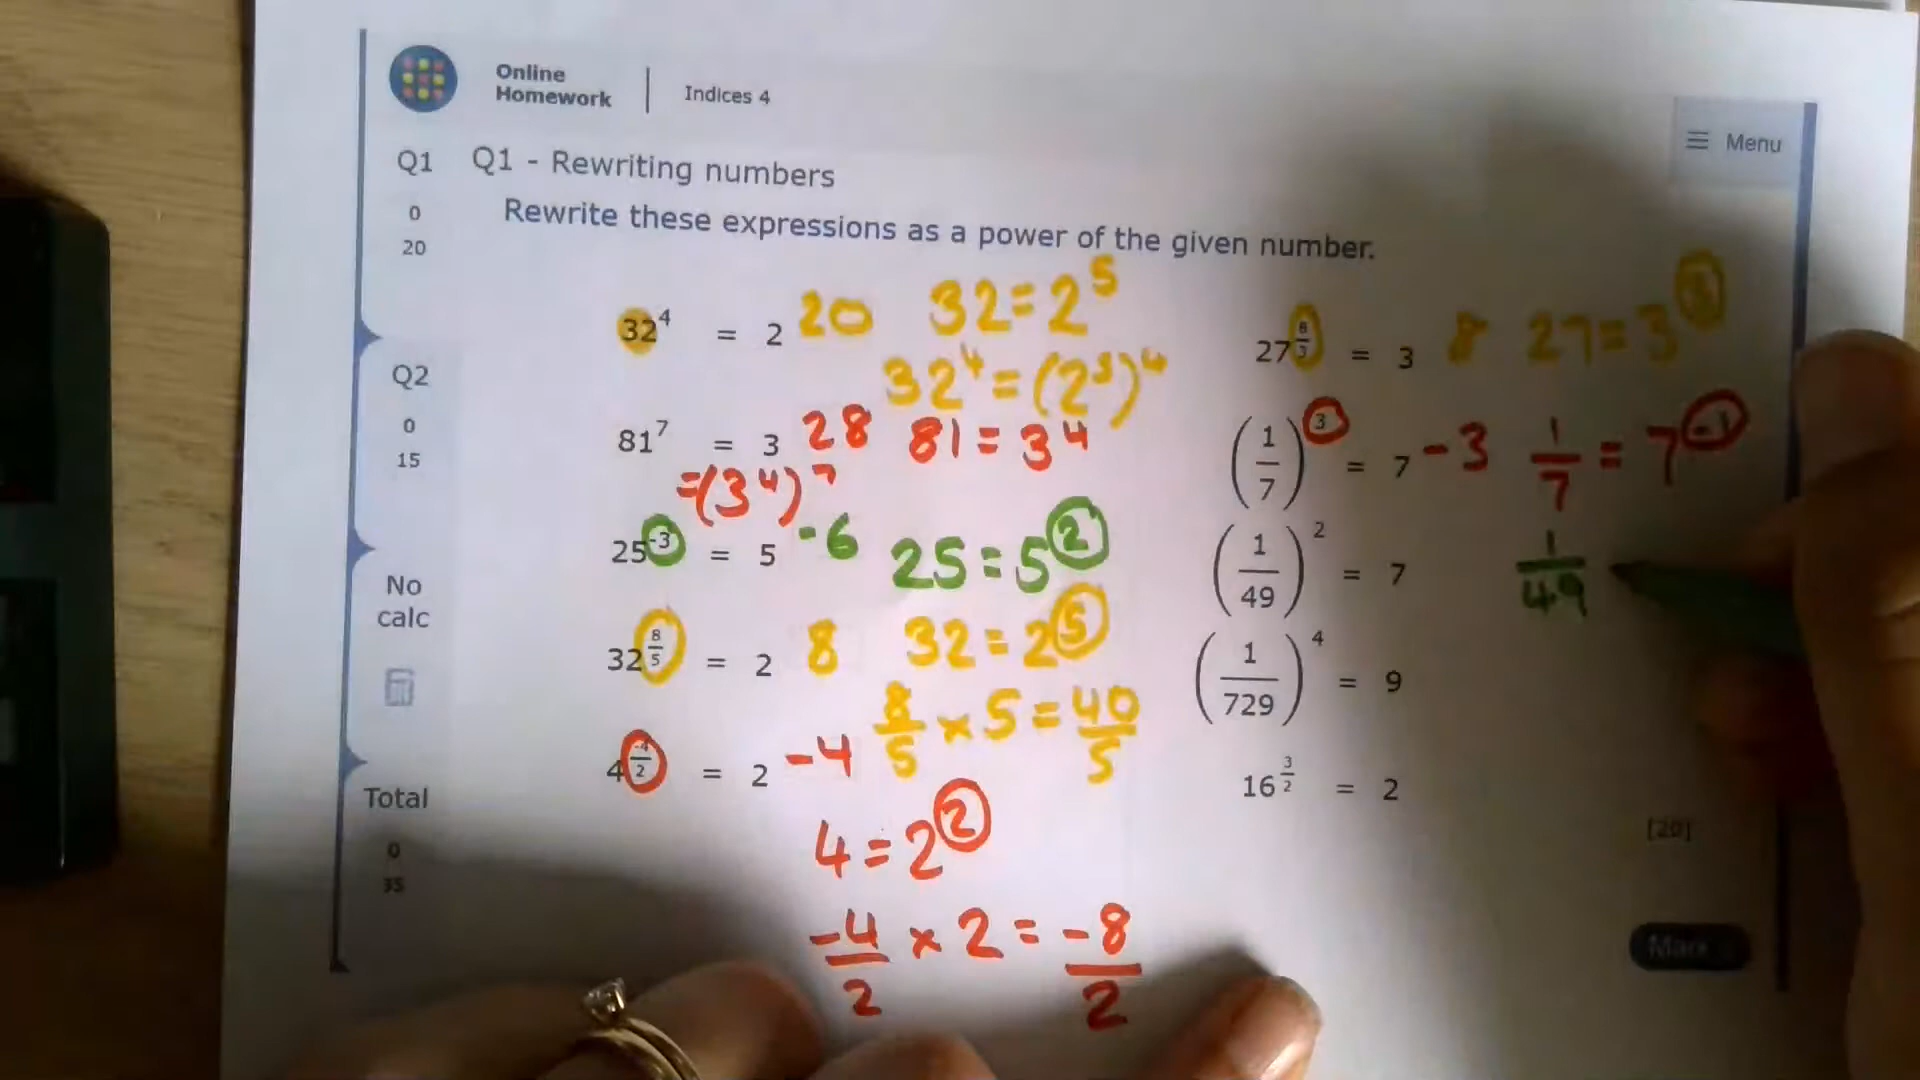 Online
Homework
Indices 4
Menu
Q1
0
20
Q2
0
15
No
calc
Total
0
35
Q1 - Rewriting numbers
Rewrite these expressions as a power of the given number.
32⁴ = 2 20 32=2⁵
32⁴=(2⁵)⁴
81⁷ = 3 28 81=3⁴
=(3⁴)⁷
25⁻³ = 5 -6 25=5²
32^(8/5) = 2 8 32=2⁵
8/5 × 5 = 40/5
4^(-4/2) = 2 -4
4=2²
-4/2 × 2 = -8/2
27^(8/3) = 3 8 27=3³
(1/7)³ = 7 -3 1/7 = 7⁻¹
(1/49)² = 7 1/49
(1/729)⁴ = 9
16^(3/2) = 2
[20]
Mark